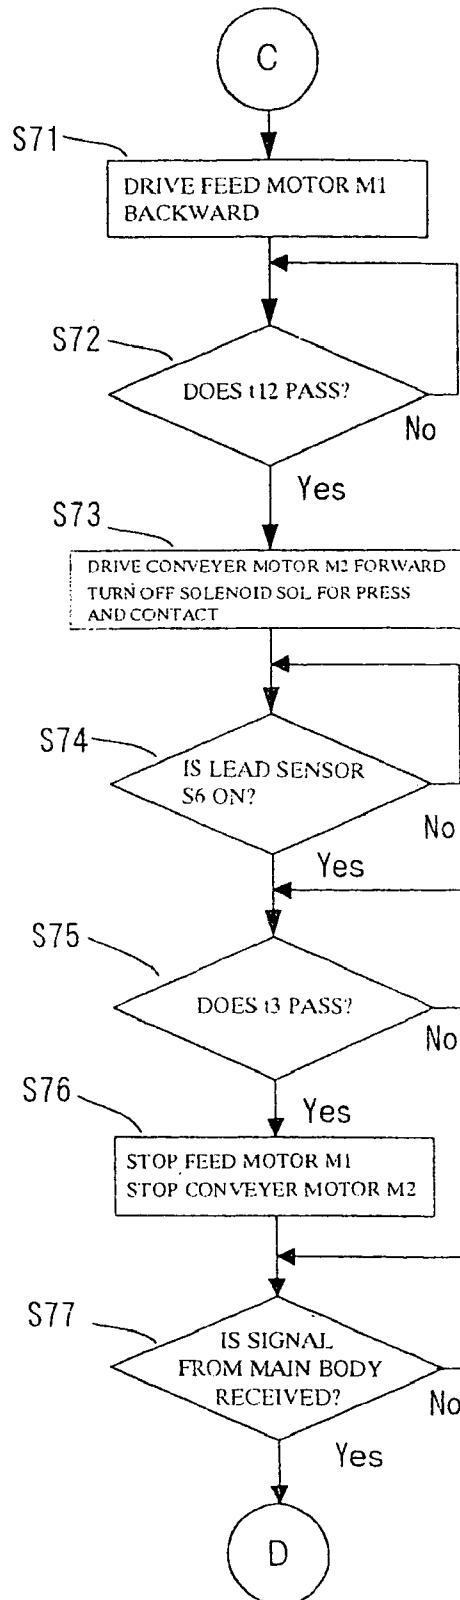 C
S71
DRIVE FEED MOTOR M1
BACKWARD
S72
DOES t12 PASS?
No
Yes
S73
DRIVE CONVEYER MOTOR M2 FORWARD
TURN OFF SOLENOID SOL FOR PRESS
AND CONTACT
S74
IS LEAD SENSOR
S6 ON?
No
Yes
S75
DOES t3 PASS?
No
Yes
S76
STOP FEED MOTOR M1
STOP CONVEYER MOTOR M2
S77
IS SIGNAL
FROM MAIN BODY
RECEIVED?
No
Yes
D